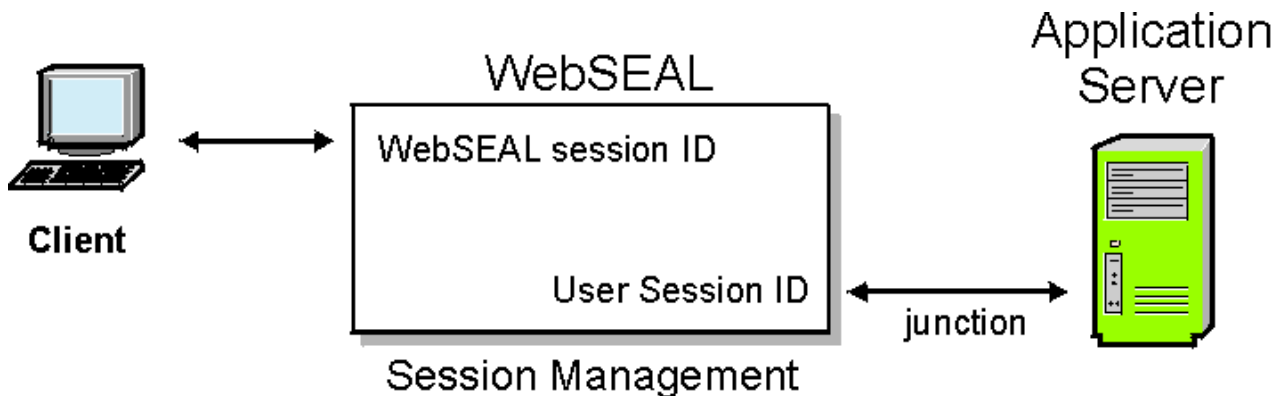 Application
Server
WebSEAL
WebSEAL session ID
Client
User Session ID
junction
Session Management